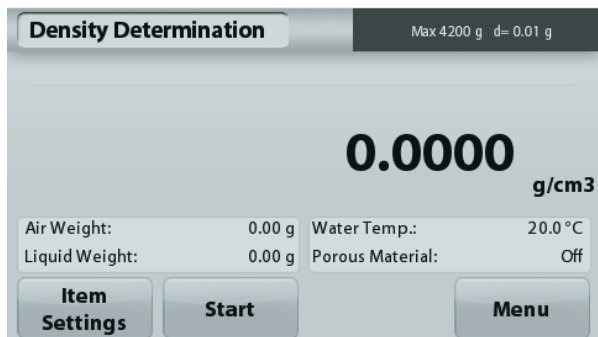 Density Determination
Max 4200 g d= 0.01 g
0.0000
g/cm3
Air Weight: 0.00 g
Liquid Weight: 0.00 g
Water Temp.: 20.0°C
Porous Material: Off
Item
Settings
Start
Menu